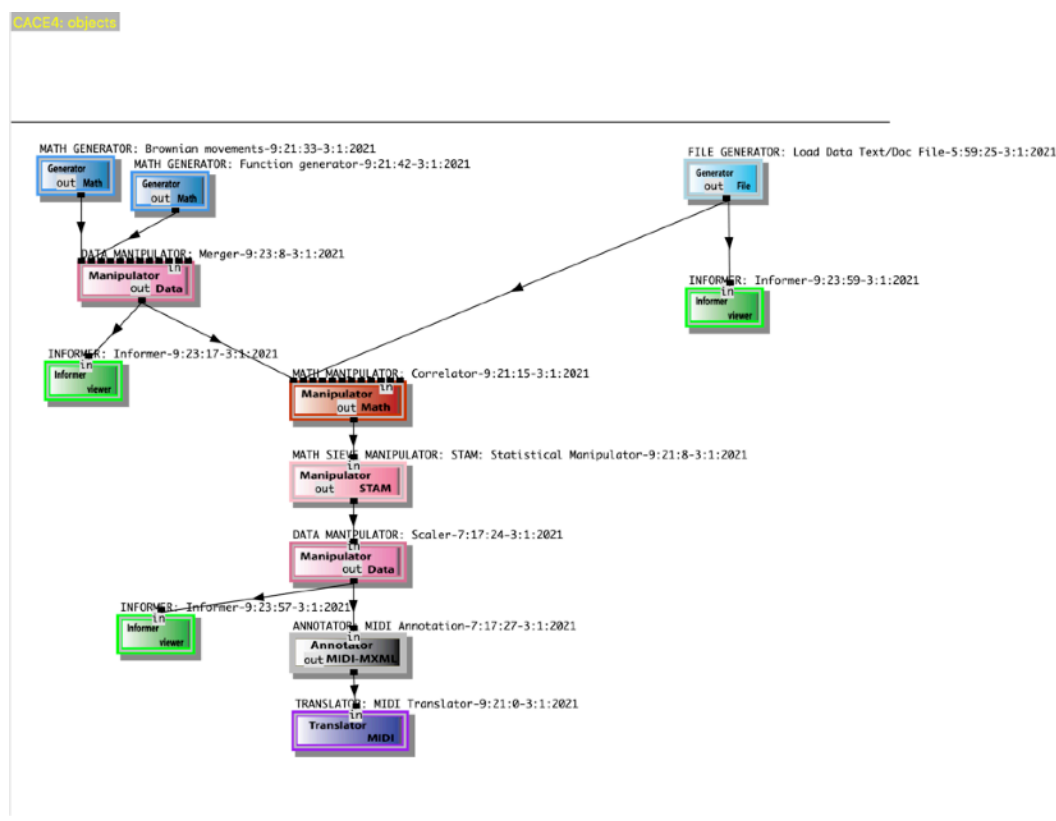 CACE4: objects
MATH GENERATOR: Brownian movements-9:21:33-3:1:2021
MATH GENERATOR: Function generator-9:21:42-3:1:2021
FILE GENERATOR: Load Data Text/Doc File-5:59:25-3:1:2021
Generator
out Math
Generator
out Math
Generator
out File
DATA MANIPULATOR: Merger-9:23:8-3:1:2021
in
Manipulator
out Data
INFORMER: Informer-9:23:59-3:1:2021
in
Informer
viewer
INFORMER: Informer-9:23:17-3:1:2021
in
Informer
viewer
MATH MANIPULATOR: Correlator-9:21:15-3:1:2021
in
Manipulator
out Math
MATH SIEVE MANIPULATOR: STAM: Statistical Manipulator-9:21:8-3:1:2021
in
Manipulator
out STAM
DATA MANIPULATOR: Scaler-7:17:24-3:1:2021
in
Manipulator
out Data
INFORMER: Informer-9:23:57-3:1:2021
in
Informer
viewer
ANNOTATOR: MIDI Annotation-7:17:27-3:1:2021
in
Annotator
out MIDI-MXML
TRANSLATOR: MIDI Translator-9:21:0-3:1:2021
in
Translator
MIDI